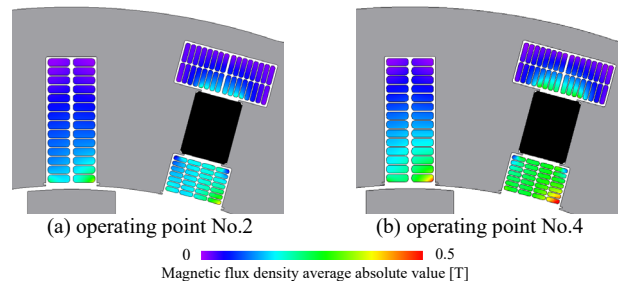 (a) operating point No.2
(b) operating point No.4
0
0.5
Magnetic flux density average absolute value [T]